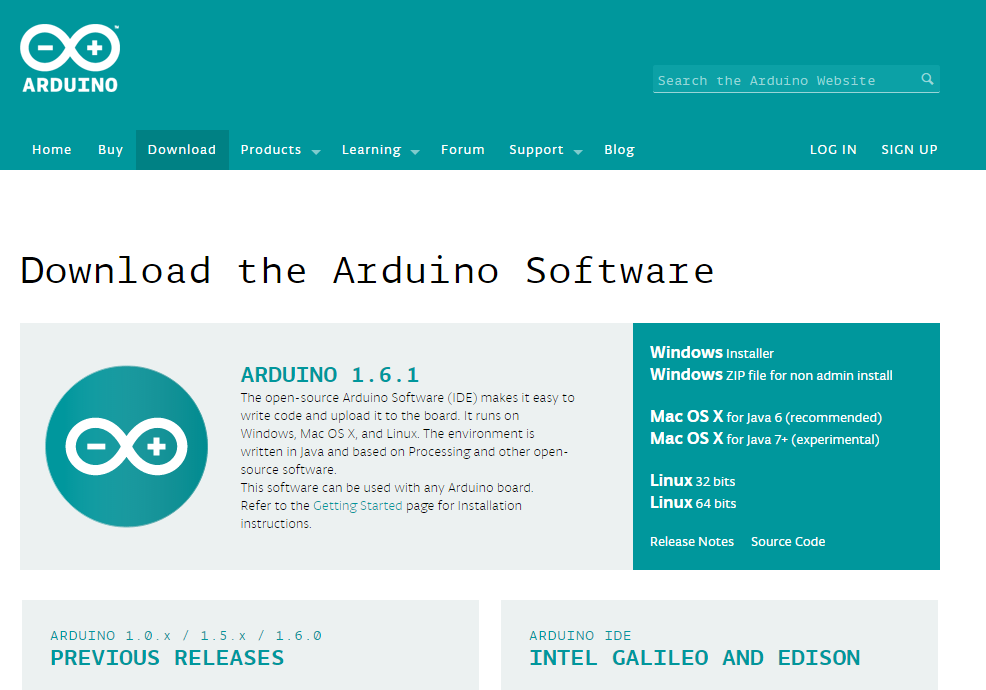 ARDUINO
Search the Arduino Website
Home Buy Download Products Learning Forum Support Blog LOG IN SIGN UP
Download the Arduino Software
ARDUINO 1.6.1
The open-source Arduino Software (IDE) makes it easy to
write code and upload it to the board. It runs on
Windows, Mac OS X, and Linux. The environment is
written in Java and based on Processing and other open-
source software.
This software can be used with any Arduino board.
Refer to the Getting Started page for Installation
instructions.
Windows Installer
Windows ZIP file for non admin install
Mac OS X for Java 6 (recommended)
Mac OS X for Java 7+ (experimental)
Linux 32 bits
Linux 64 bits
Release Notes Source Code
ARDUINO 1.0.x / 1.5.x / 1.6.0
PREVIOUS RELEASES
ARDUINO IDE
INTEL GALILEO AND EDISON